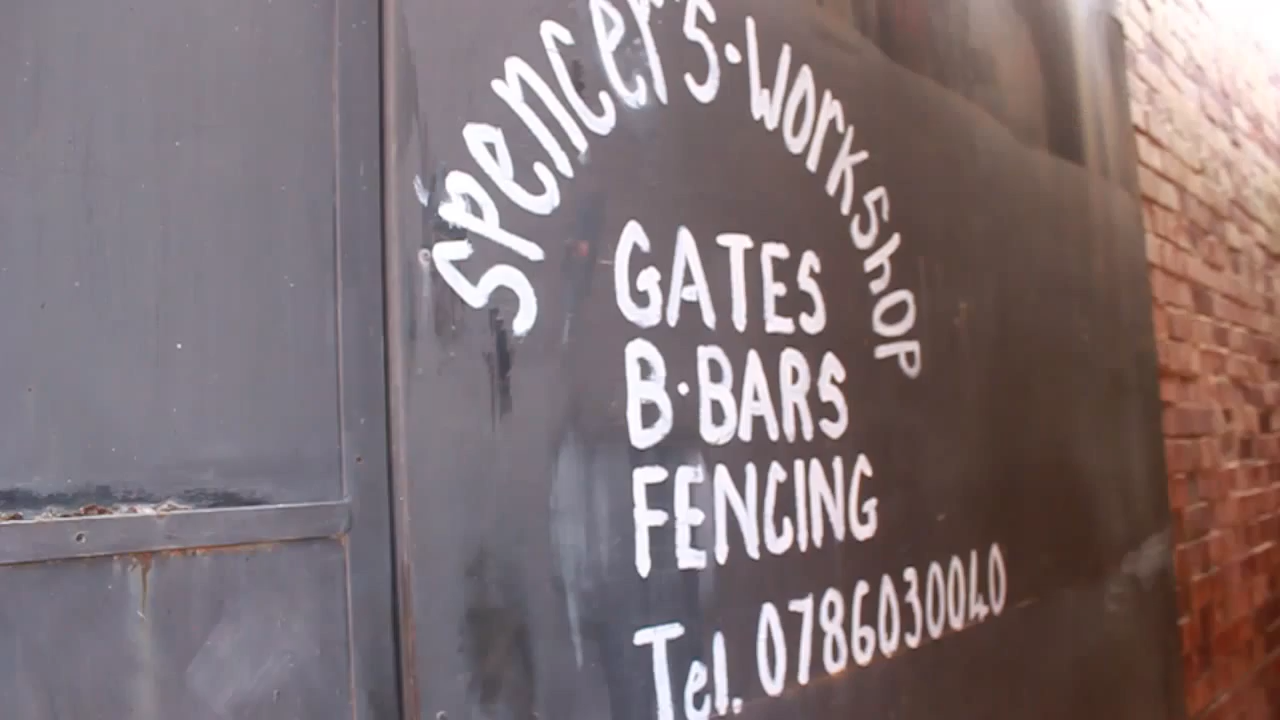 Spencer's·Workshop
GATES
B·BARS
FENCING
Tel. 0786030040